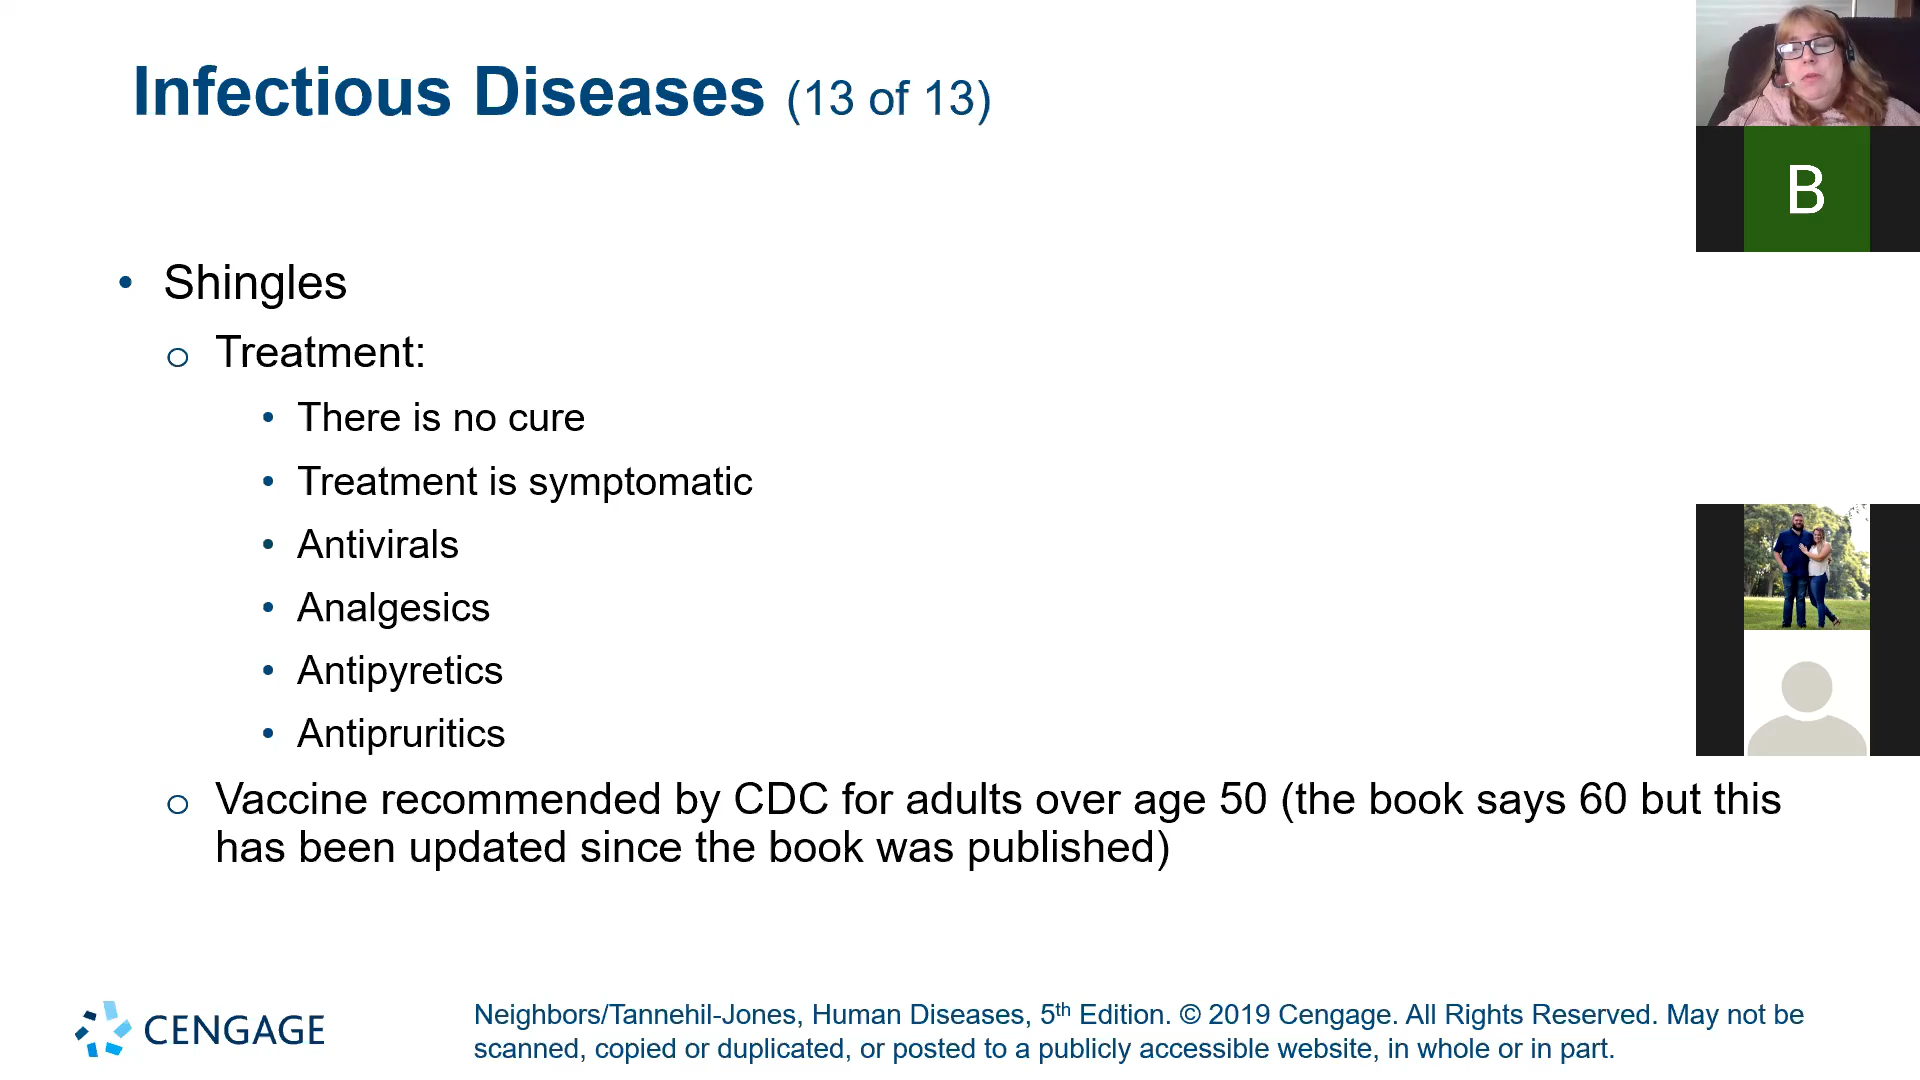 Infectious Diseases (13 of 13)
B
• Shingles
o Treatment:
• There is no cure
• Treatment is symptomatic
• Antivirals
• Analgesics
• Antipyretics
• Antipruritics
o Vaccine recommended by CDC for adults over age 50 (the book says 60 but this
has been updated since the book was published)
CENGAGE
Neighbors/Tannehil-Jones, Human Diseases, 5th Edition. © 2019 Cengage. All Rights Reserved. May not be
scanned, copied or duplicated, or posted to a publicly accessible website, in whole or in part.